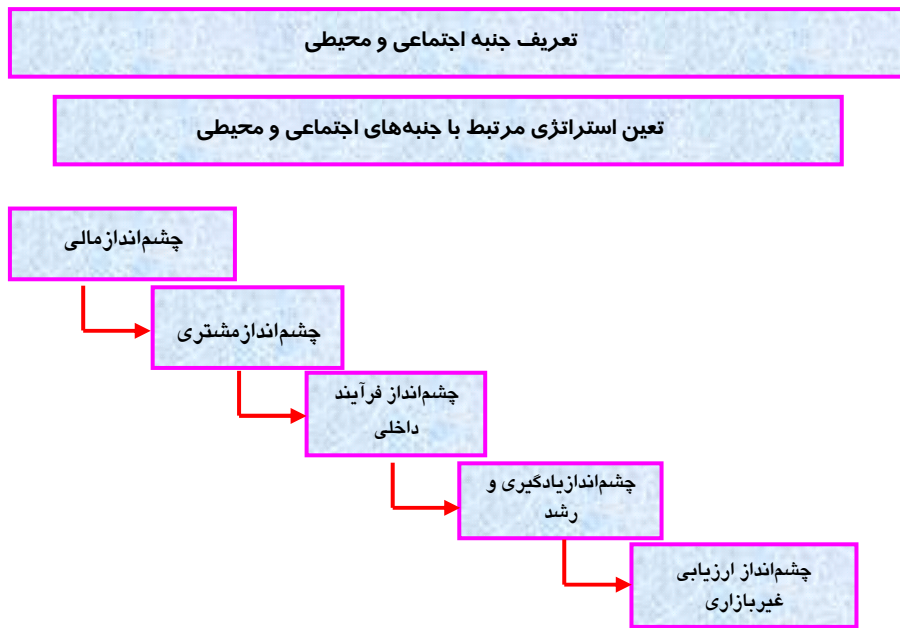 تعریف جنبه اجتماعی و محیطی
تعین استراتژی مرتبط با جنبه‌های اجتماعی و محیطی
چشم‌اندازمالی
چشم‌اندازمشتری
چشم‌انداز فرآیند
داخلی
چشم‌اندازیادگیری و
رشد
چشم‌انداز ارزیابی
غیربازاری